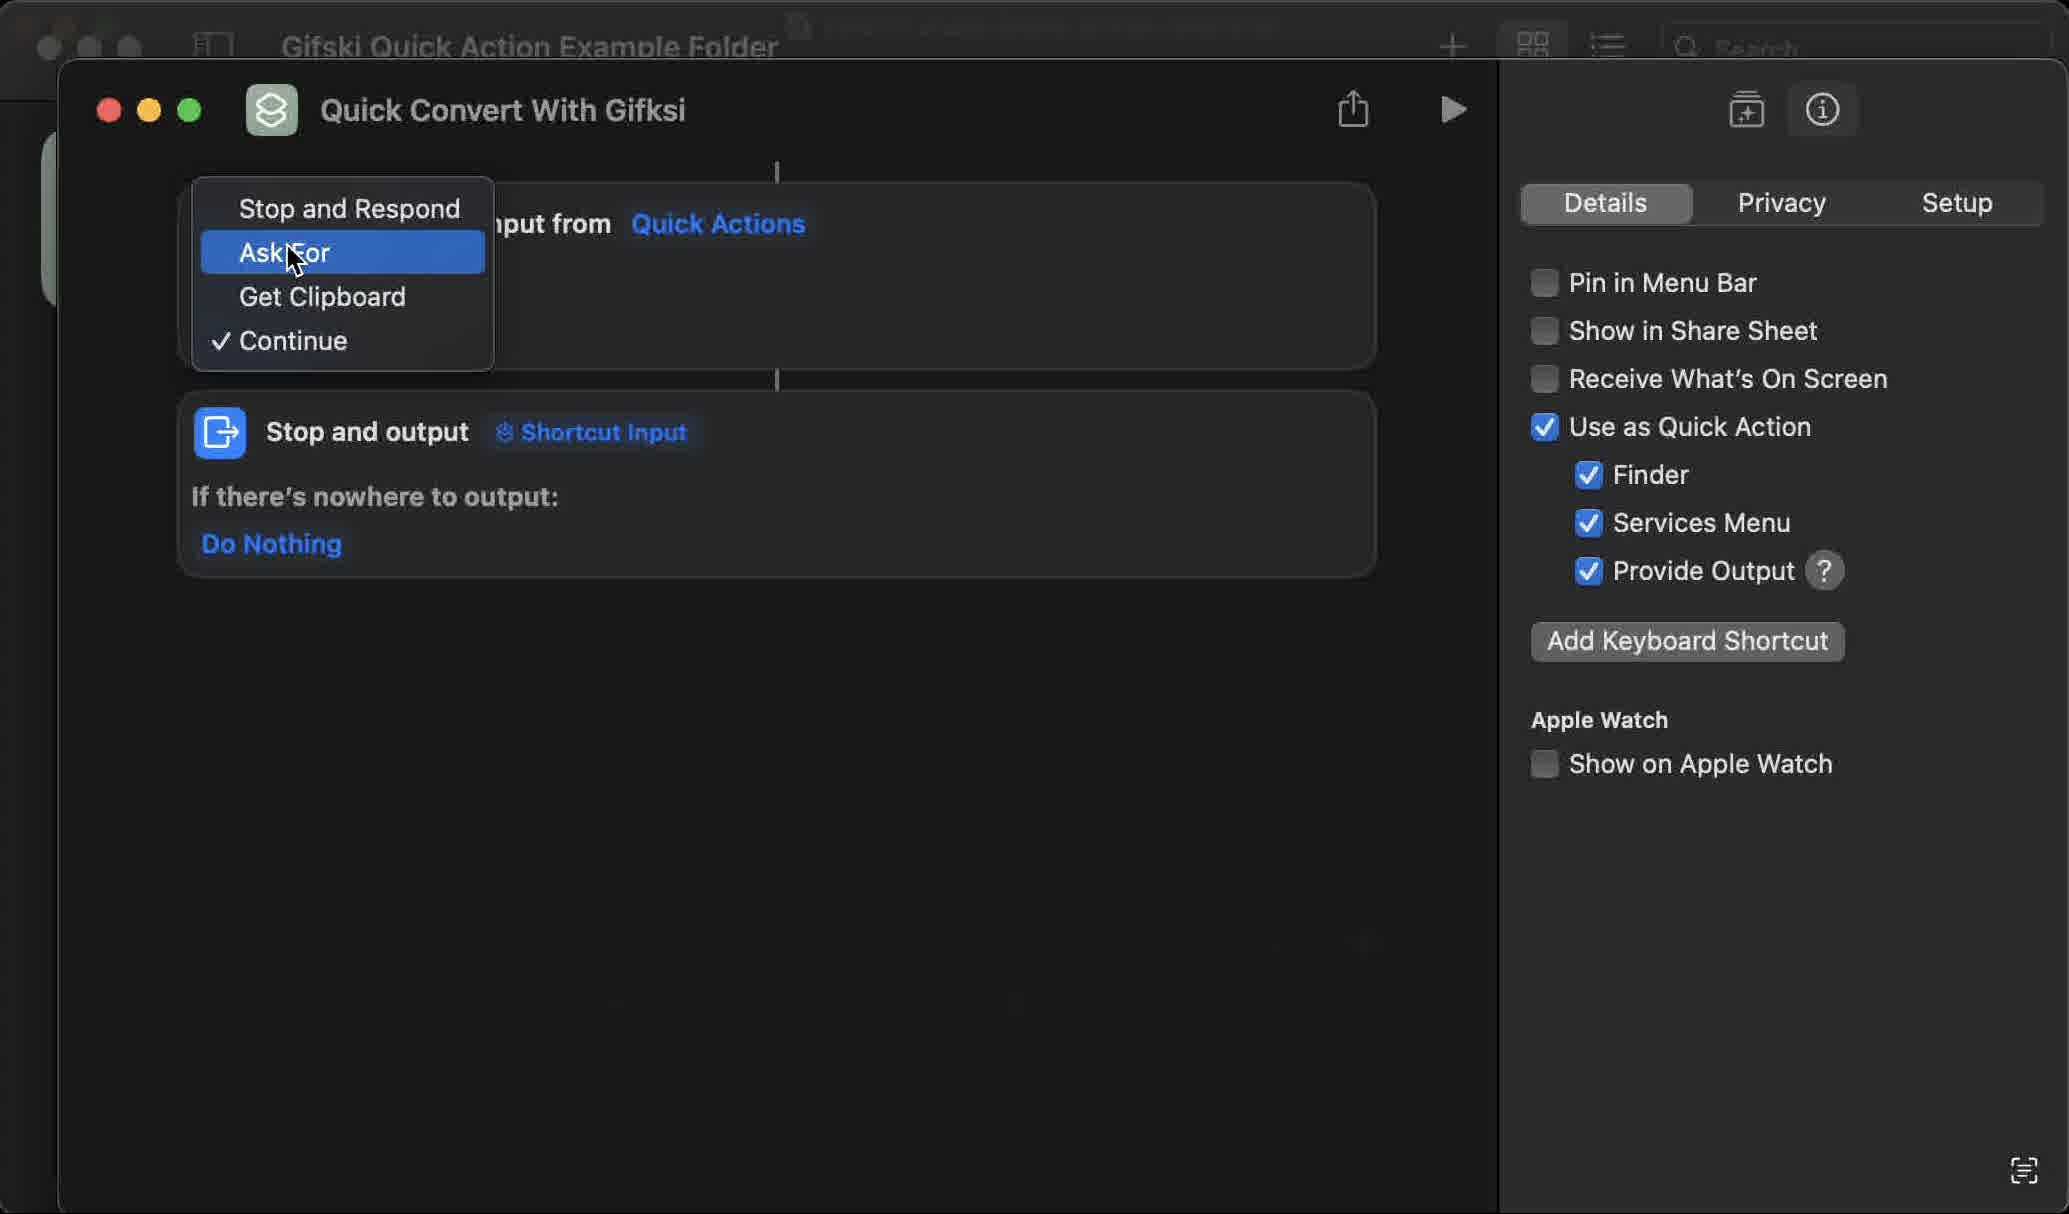 Gifski Quick Action Example Folder
Search
Quick Convert With Gifksi
Stop and Respond
Ask For
Get Clipboard
✓ Continue
nput from Quick Actions
Stop and output Shortcut Input
If there's nowhere to output:
Do Nothing
Details Privacy Setup
Pin in Menu Bar
Show in Share Sheet
Receive What's On Screen
Use as Quick Action
Finder
Services Menu
Provide Output ?
Add Keyboard Shortcut
Apple Watch
Show on Apple Watch